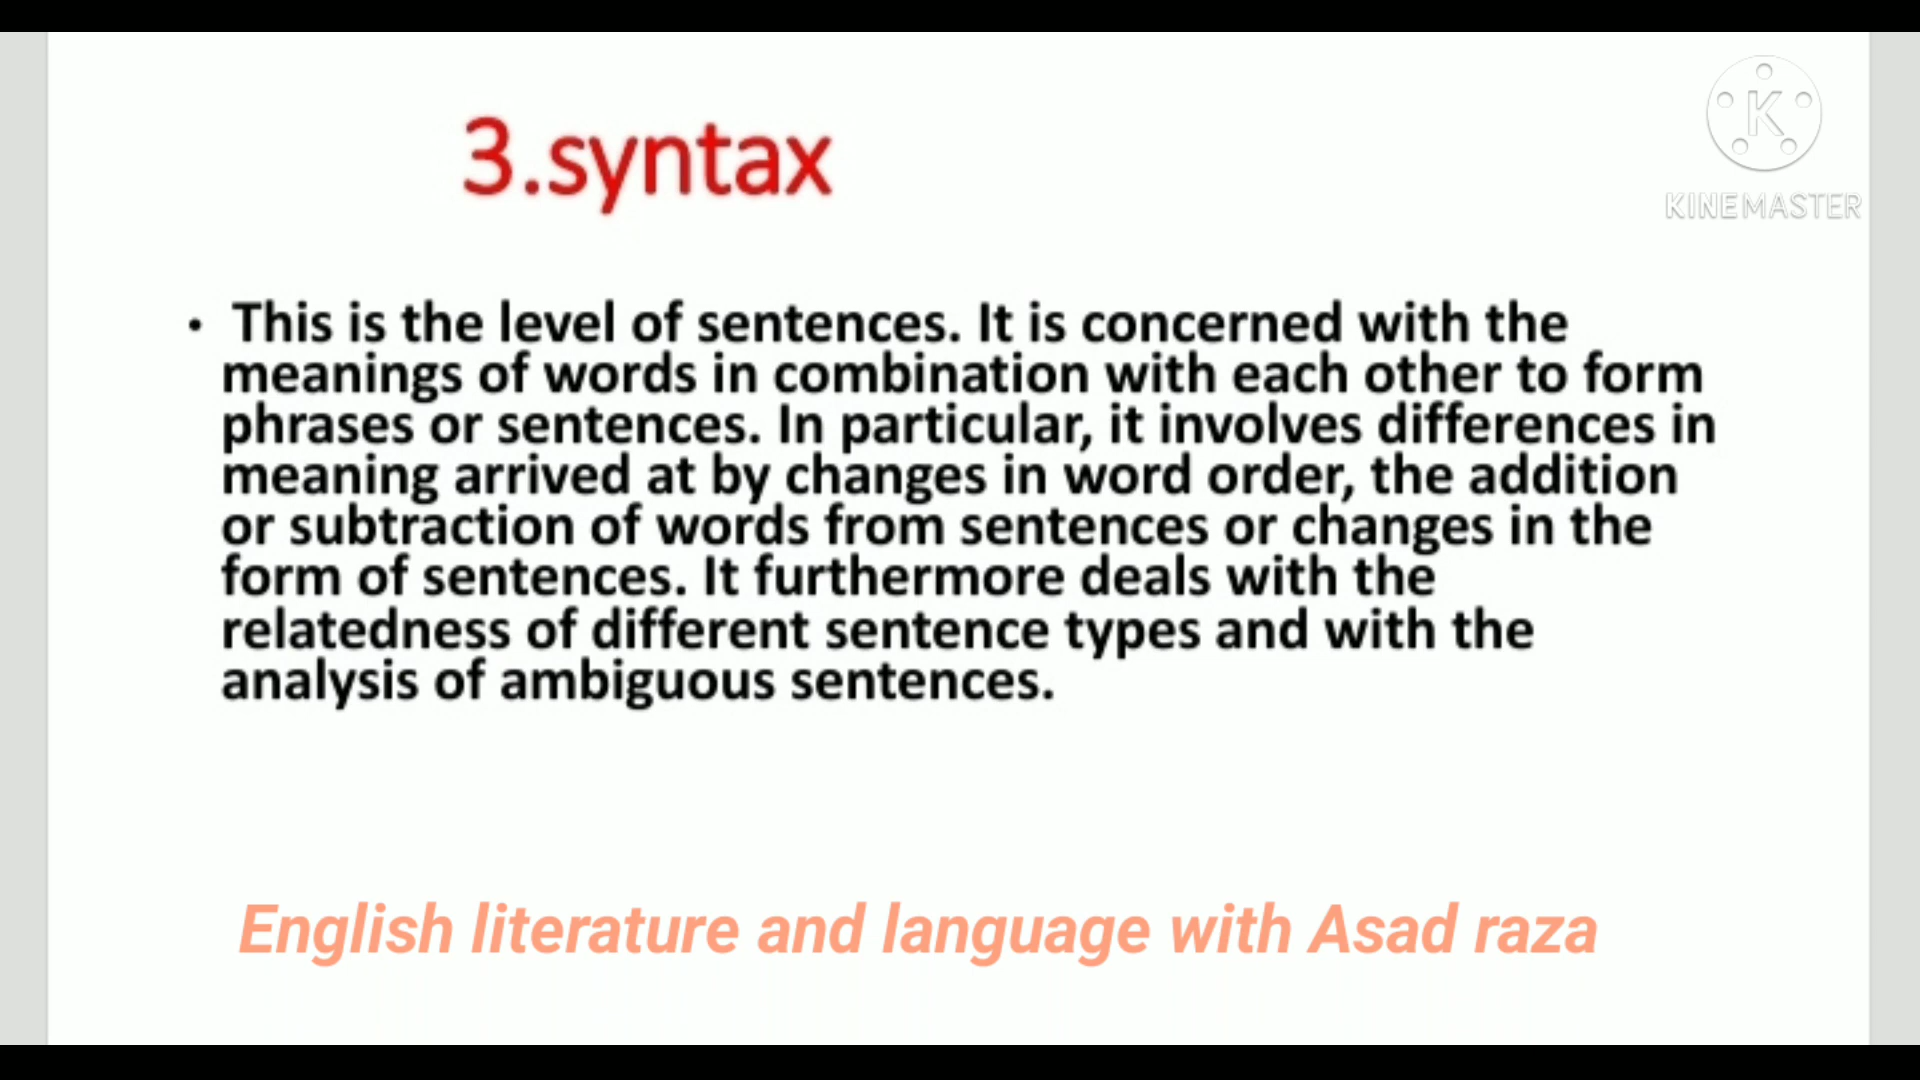 3.syntax
K
KINEMASTER
• This is the level of sentences. It is concerned with the
meanings of words in combination with each other to form
phrases or sentences. In particular, it involves differences in
meaning arrived at by changes in word order, the addition
or subtraction of words from sentences or changes in the
form of sentences. It furthermore deals with the
relatedness of different sentence types and with the
analysis of ambiguous sentences.
English literature and language with Asad raza